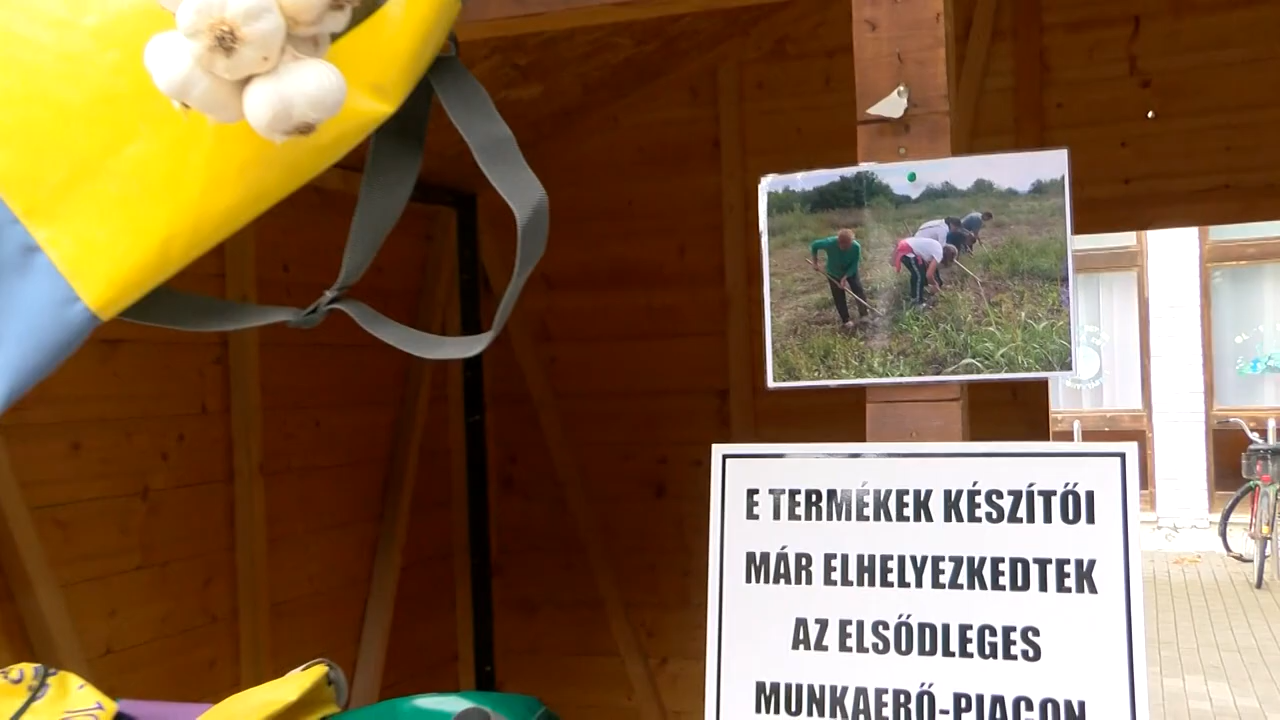 E TERMÉKEK KÉSZÍTŐI
MÁR ELHELYEZKEDTEK
AZ ELSŐDLEGES
MUNKAERŐ-PIACON